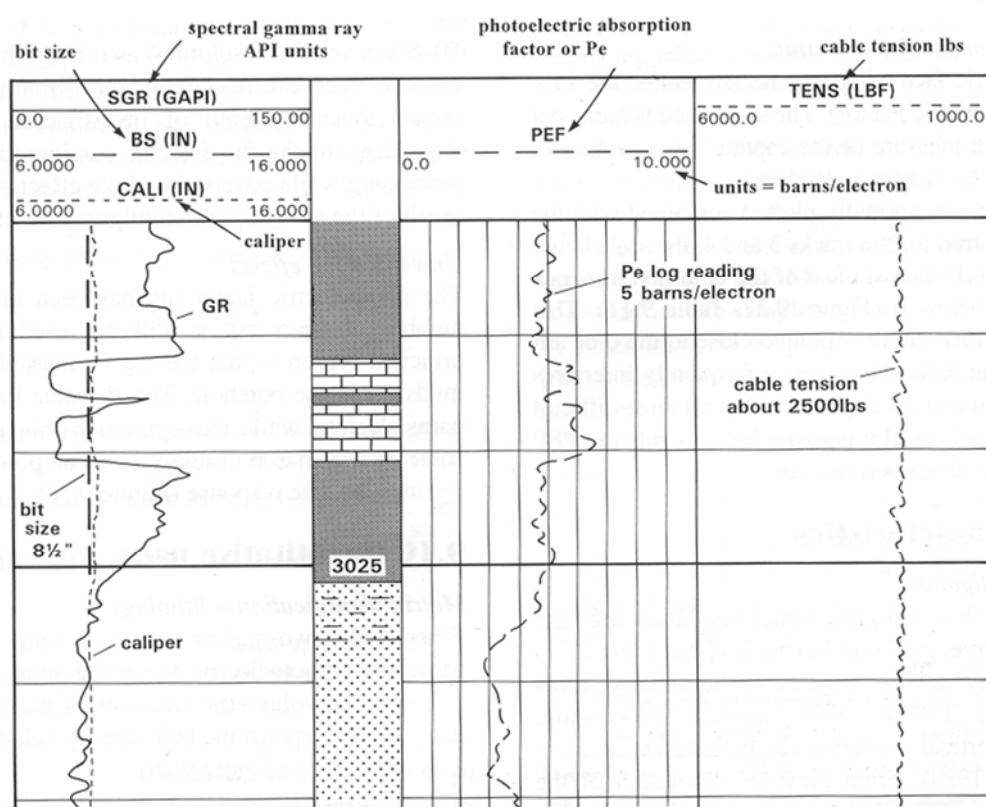 spectral gamma ray
API units
bit size
photoelectric absorption
factor or Pe
cable tension lbs
SGR (GAPI)
0.0 150.00
BS (IN)
6.0000 16.000
CALI (IN)
6.0000 16.000
PEF
0.0 10.000
TENS (LBF)
6000.0 1000.0
units = barns/electron
caliper
GR
Pe log reading
5 barns/electron
cable tension
about 2500lbs
bit
size
8½"
3025
caliper